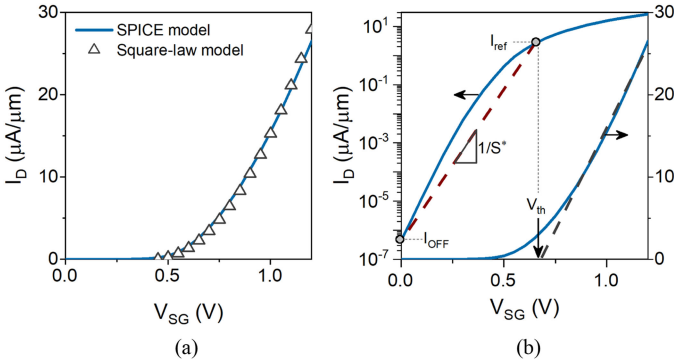 (a)
SPICE model
Square-law model
30
20
10
0
I_D (μA/μm)
0.0 0.5 1.0
V_SG (V)
(a)
(b)
10^1
10^-1
10^-3
10^-5
10^-7
I_D (μA/μm)
I_ref
1/S*
V_th
I_OFF
30
20
10
0
0.0 0.5 1.0
V_SG (V)
(b)